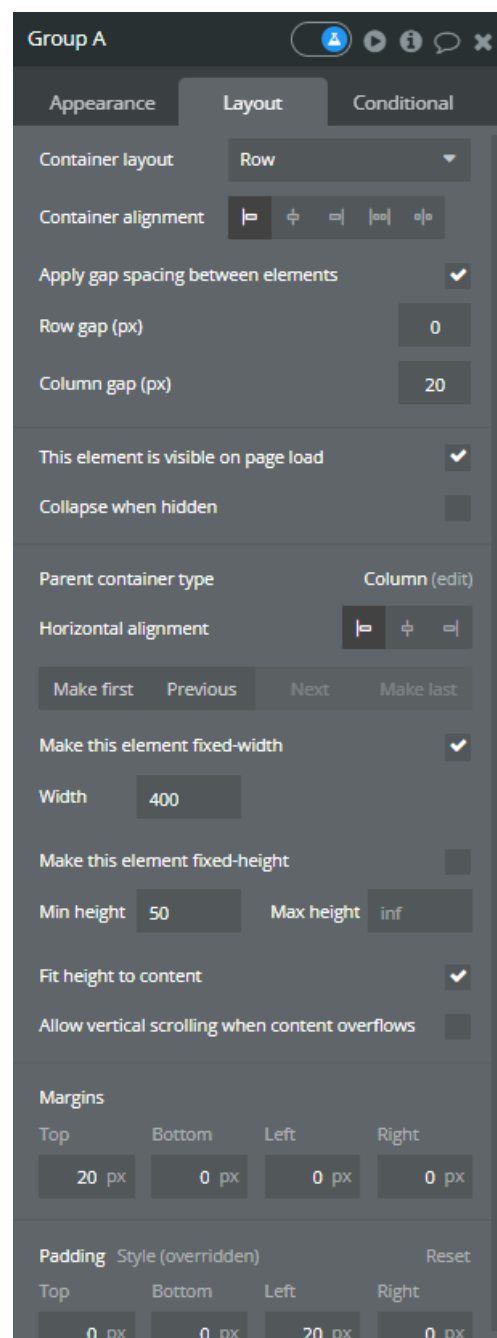 Group A
Appearance Layout Conditional
Container layout Row
Container alignment
Apply gap spacing between elements
Row gap (px) 0
Column gap (px) 20
This element is visible on page load
Collapse when hidden
Parent container type Column (edit)
Horizontal alignment
Make first Previous Next Make last
Make this element fixed-width
Width 400
Make this element fixed-height
Min height 50 Max height inf
Fit height to content
Allow vertical scrolling when content overflows
Margins
Top Bottom Left Right
20 px 0 px 0 px 0 px
Padding Style (overridden) Reset
Top Bottom Left Right
0 px 0 px 20 px 0 px